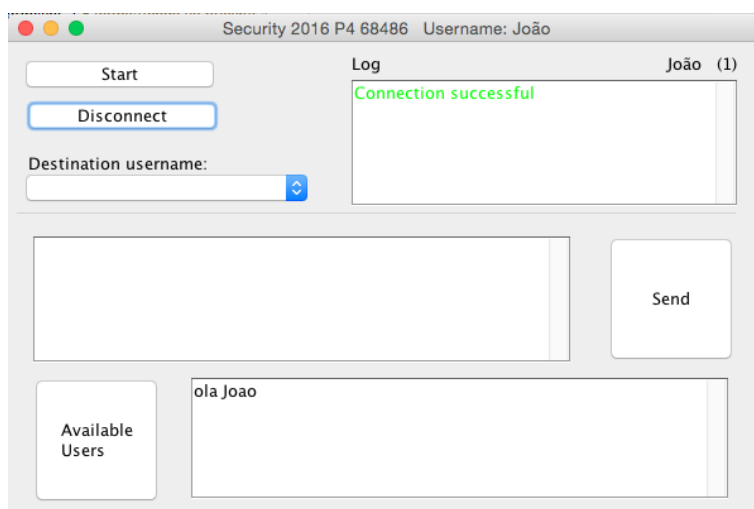 Security 2016 P4 68486 Username: João
Start
Log
João (1)
Connection successful
Disconnect
Destination username:
Send
ola Joao
Available
Users